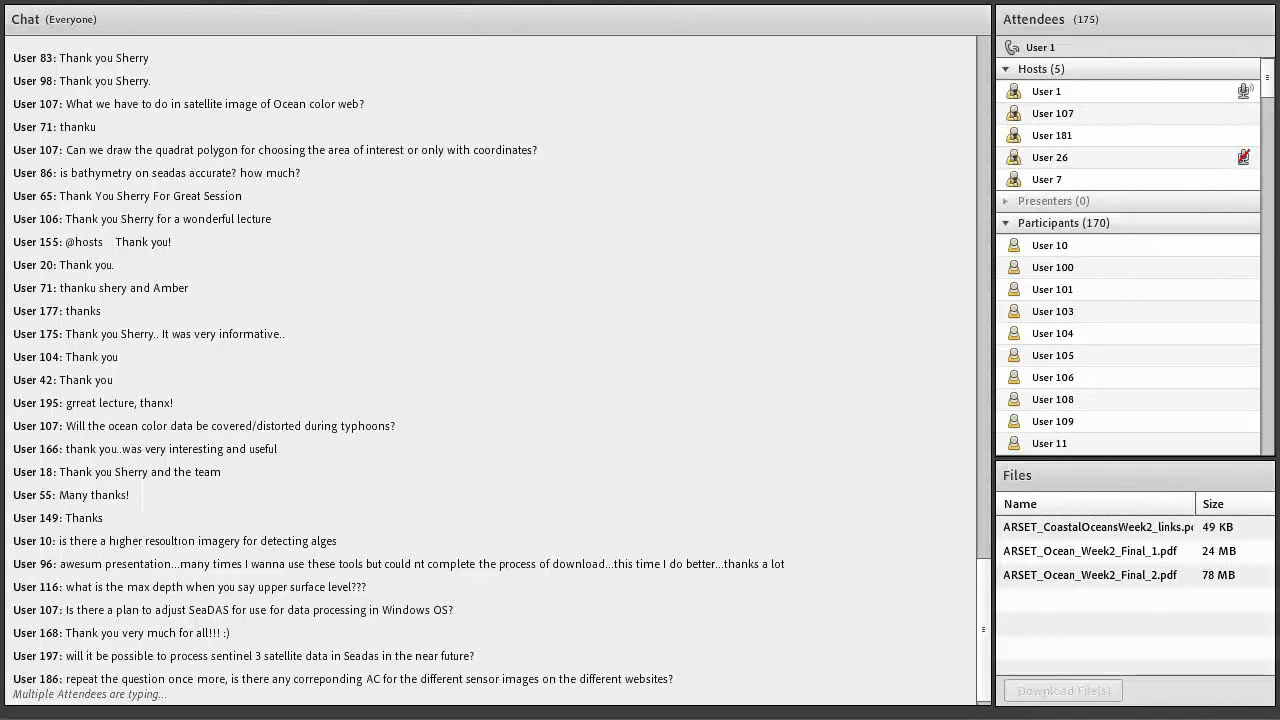 Chat (Everyone)
User 83: Thank you Sherry
User 98: Thank you Sherry.
User 107: What we have to do in satellite image of Ocean color web?
User 71: thanku
User 107: Can we draw the quadrat polygon for choosing the area of interest or only with coordinates?
User 86: is bathymetry on seadas accurate? how much?
User 65: Thank You Sherry For Great Session
User 106: Thank you Sherry for a wonderful lecture
User 155: @hosts Thank you!
User 20: Thank you.
User 71: thanku shery and Amber
User 177: thanks
User 175: Thank you Sherry.. It was very informative..
User 104: Thank you
User 42: Thank you
User 195: grreat lecture, thanx!
User 107: Will the ocean color data be covered/distorted during typhoons?
User 166: thank you..was very interesting and useful
User 18: Thank you Sherry and the team
User 55: Many thanks!
User 149: Thanks
User 10: is there a higher resoultion imagery for detecting alges
User 96: awesum presentation...many times I wanna use these tools but could nt complete the process of download...this time I do better...thanks a lot
User 116: what is the max depth when you say upper surface level???
User 107: Is there a plan to adjust SeaDAS for use for data processing in Windows OS?
User 168: Thank you very much for all!!! :)
User 197: will it be possible to process sentinel 3 satellite data in Seadas in the near future?
User 186: repeat the question once more, is there any correponding AC for the different sensor images on the different websites?
Multiple Attendees are typing...
Attendees (175)
User 1
Hosts (5)
User 1
User 107
User 181
User 26
User 7
Presenters (0)
Participants (170)
User 10
User 100
User 101
User 103
User 104
User 105
User 106
User 108
User 109
User 11
Files
Name Size
ARSET_CoastalOceansWeek2_links.pd 49 KB
ARSET_Ocean_Week2_Final_1.pdf 24 MB
ARSET_Ocean_Week2_Final_2.pdf 78 MB
Download File(s)